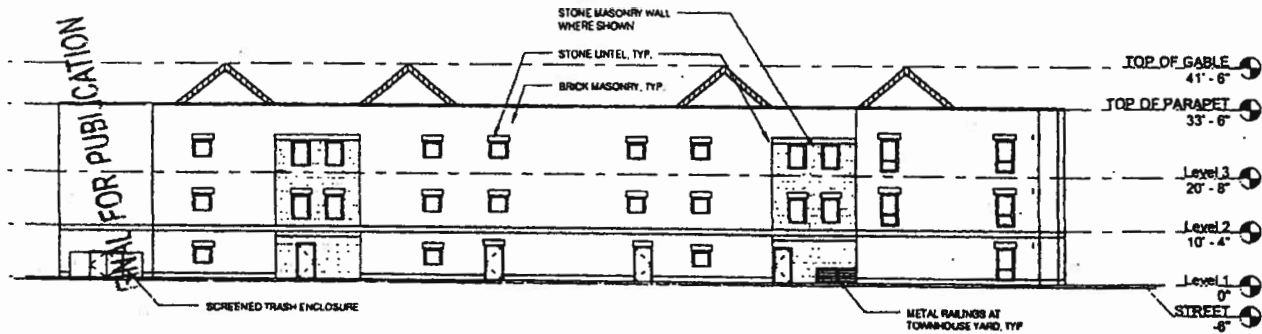 STONE MASONRY WALL
WHERE SHOWN
STONE LINTEL, TYP.
BRICK MASONRY, TYP.
TOP OF GABLE
41' - 6"
TOP OF PARAPET
33' - 6"
Level 3
20' - 8"
Level 2
10' - 4"
Level 1
0"
STREET
-6"
FINAL FOR PUBLICATION
SCREENED TRASH ENCLOSURE
METAL RAILINGS AT
TOWNHOUSE YARD, TYP